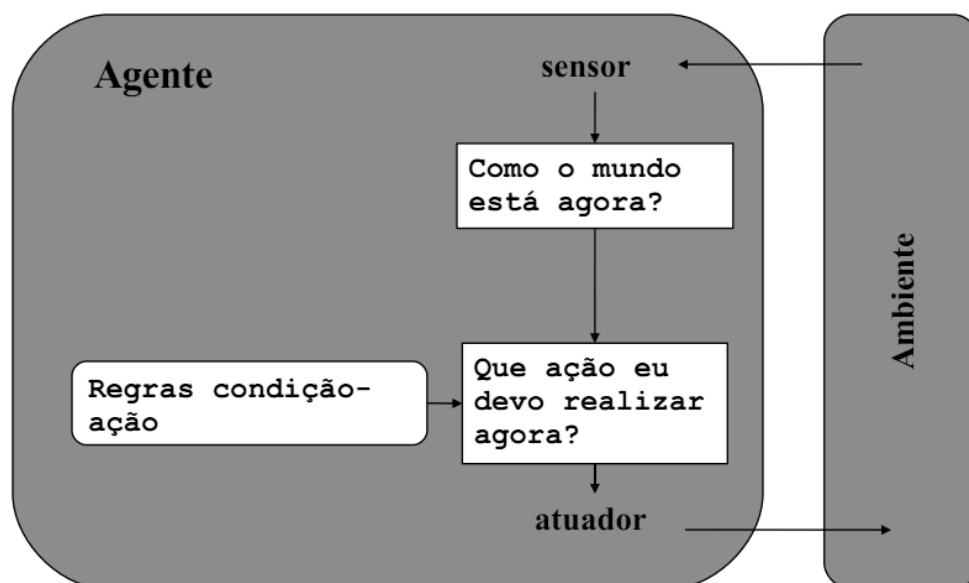 Agente
sensor
Como o mundo
está agora?
Ambiente
Regras condição-
ação
Que ação eu
devo realizar
agora?
atuador